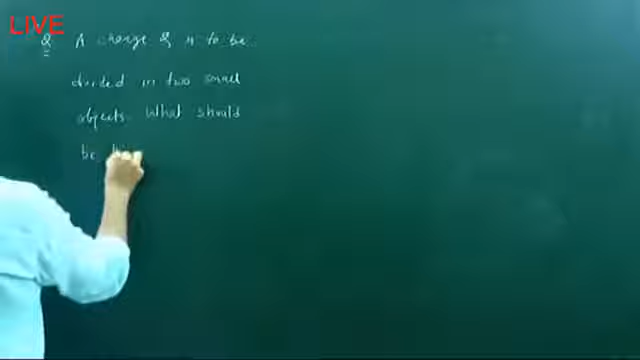 LIVE
Q A charge Q is to be
divided in two small
objects. What should
be